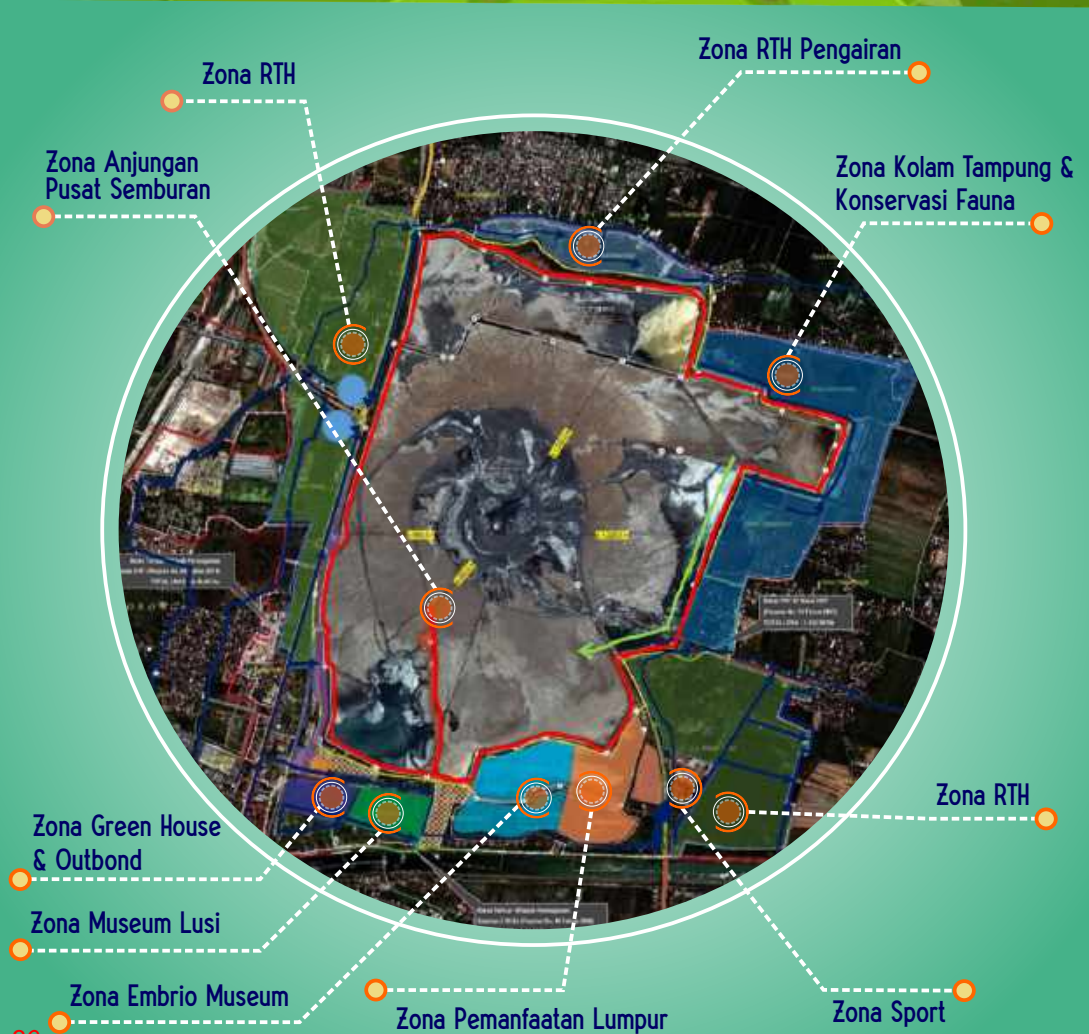 Zona RTH
Zona RTH Pengairan
Zona Anjungan
Pusat Semburan
Zona Kolam Tampung &
Konservasi Fauna
Zona RTH
Zona Green House
& Outbond
Zona Museum Lusi
Zona Embrio Museum
Zona Pemanfaatan Lumpur
Zona Sport